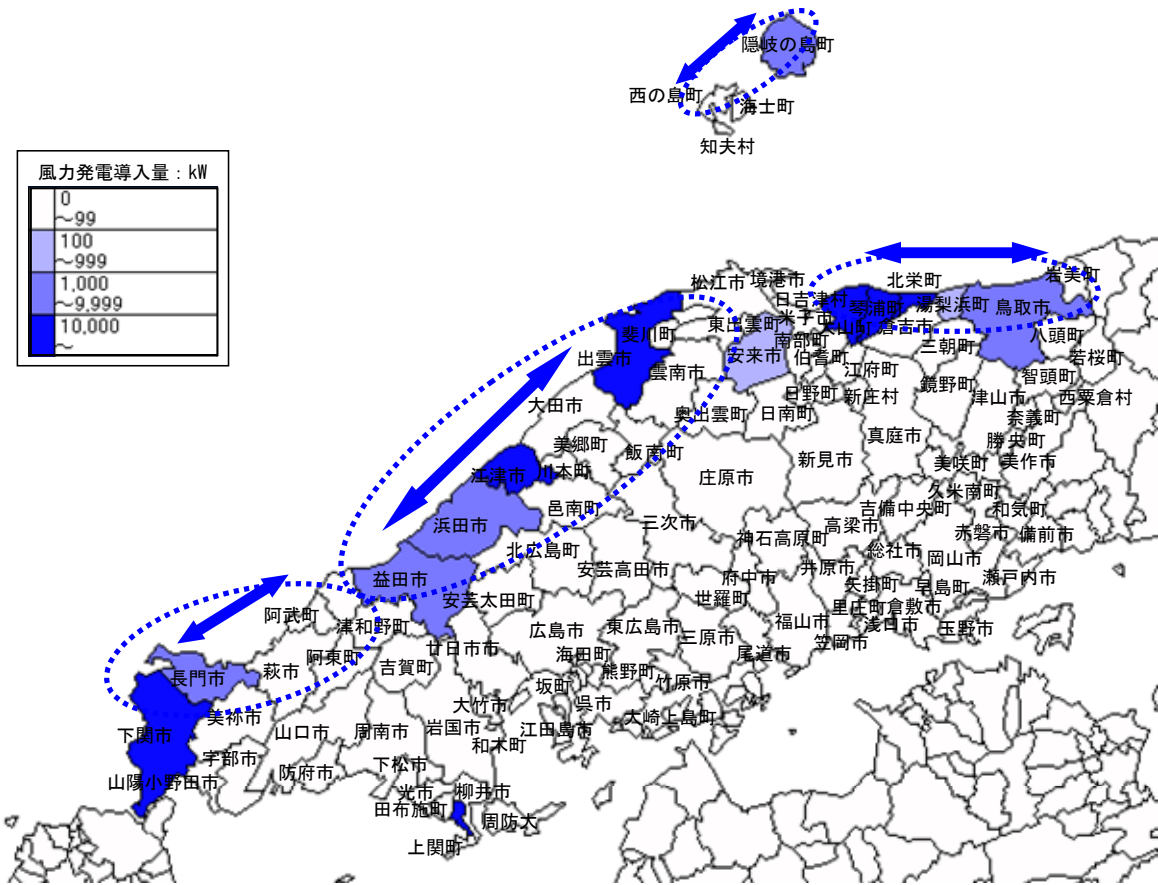 隠岐の島町
西の島町
海士町
知夫村
風力発電導入量：kW
0
～99
100
～999
1,000
～9,999
10,000
～
岩美町
北栄町
松江市
境港市
日吉津村
琴浦町
湯梨浜町
鳥取市
米子市
大山町
倉吉市
東出雲町
斐川町
南部町
八頭町
三朝町
出雲市
安来市
伯耆町
若桜町
雲南市
江府町
智頭町
鏡野町
日野町
新庄村
津山市
西粟倉村
大田市
奥出雲町
日南町
奈義町
真庭市
勝央町
美郷町
飯南町
新見市
美咲町
美作市
江津市
川本町
庄原市
久米南町
邑南町
吉備中央町
和気町
浜田市
三次市
高梁市
赤磐市
備前市
神石高原町
北広島町
総社市
岡山市
益田市
安芸高田市
府中市
井原市
瀬戸内市
矢掛町
早島町
安芸太田町
世羅町
里庄町
倉敷市
阿武町
津和野町
広島市
東広島市
三原市
福山市
浅口市
玉野市
笠岡市
廿日市市
海田町
尾道市
萩市
阿東町
吉賀町
熊野町
長門市
坂町
竹原市
大竹市
呉市
美祢市
大崎上島町
下関市
山口市
周南市
岩国市
江田島市
和木町
宇部市
防府市
下松市
山陽小野田市
光市
柳井市
田布施町
周防大
上関町